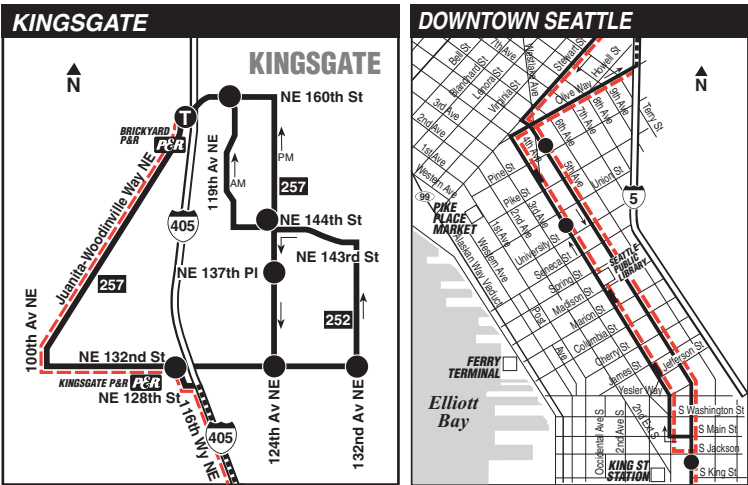 KINGSGATE
KINGSGATE
N
NE 160th St
T
BRICKYARD
P&R
P&R
Juanita-Woodinville Way NE
119th Av NE
AM
PM
257
405
NE 144th St
NE 143rd St
NE 137th Pl
257
252
100th Av NE
NE 132nd St
KINGSGATE P&R
P&R
NE 128th St
116th Wy NE
405
124th Av NE
132nd Av NE
DOWNTOWN SEATTLE
N
Bell St
Blanchard St
Lenora St
Virginia St
7th Ave
Westlake Ave
Stewart St
Howell St
Olive Way
9th Ave
8th Ave
7th Ave
6th Ave
5th Ave
4th Ave
Terry St
3rd Ave
2nd Ave
1st Ave
Western Ave
Pine St
Pike St
Union St
5
99
PIKE
PLACE
MARKET
3rd Ave
2nd Ave
1st Ave
Western Ave
Alaskan Way Viaduct
University St
Seneca St
Spring St
Madison St
Marion St
Columbia St
Cherry St
James St
Yesler Way
Jefferson St
SEATTLE
PUBLIC
LIBRARY
Post
Ave
FERRY
TERMINAL
Elliott
Bay
S Washington St
S Main St
S Jackson
S King St
Occidental Ave S
2nd Ave S
2nd Ext S
KING ST
STATION